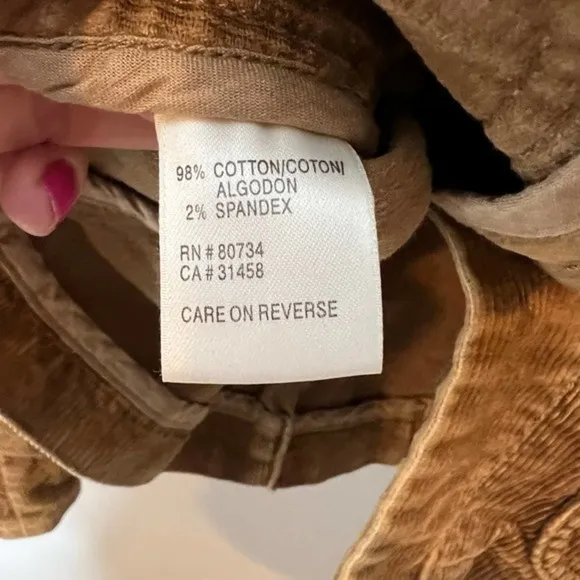 98% COTTON/COTON/
ALGODON
2% SPANDEX
RN # 80734
CA # 31458
CARE ON REVERSE